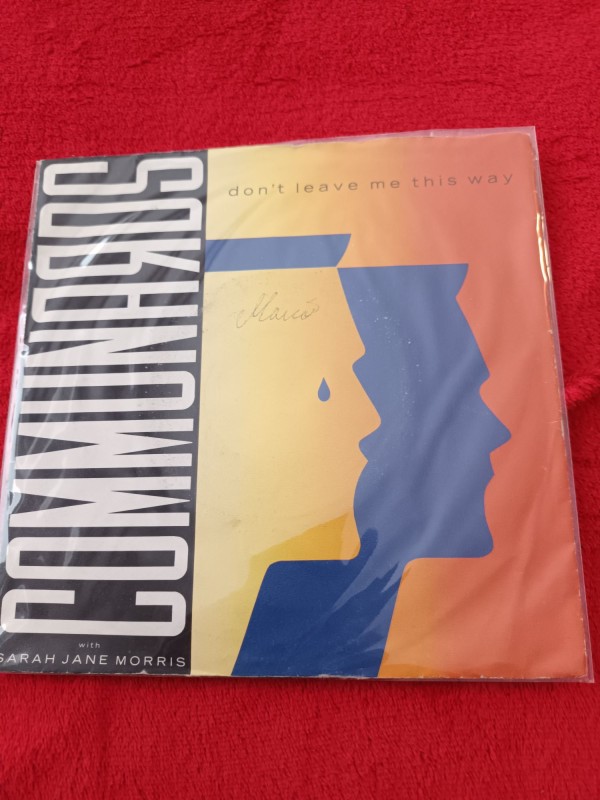 COMMUNARDS
with
SARAH JANE MORRIS
don't leave me this way